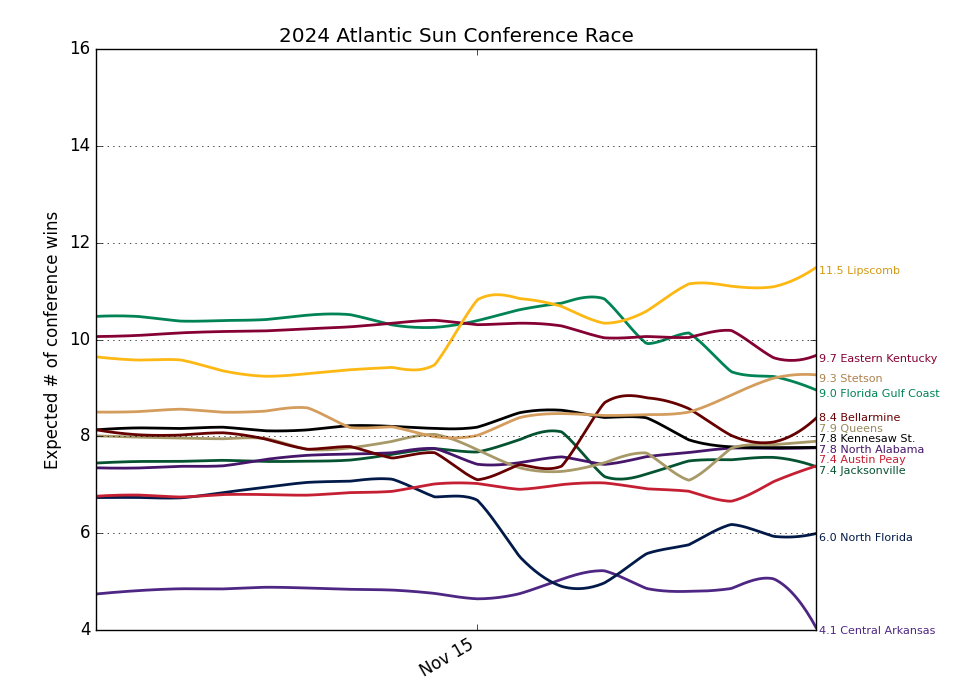 2024 Atlantic Sun Conference Race
Expected # of conference wins
16
14
12
10
8
6
4
Nov 15
11.5 Lipscomb
9.7 Eastern Kentucky
9.3 Stetson
9.0 Florida Gulf Coast
8.4 Bellarmine
7.9 Queens
7.8 Kennesaw St.
7.8 North Alabama
7.4 Austin Peay
7.4 Jacksonville
6.0 North Florida
4.1 Central Arkansas